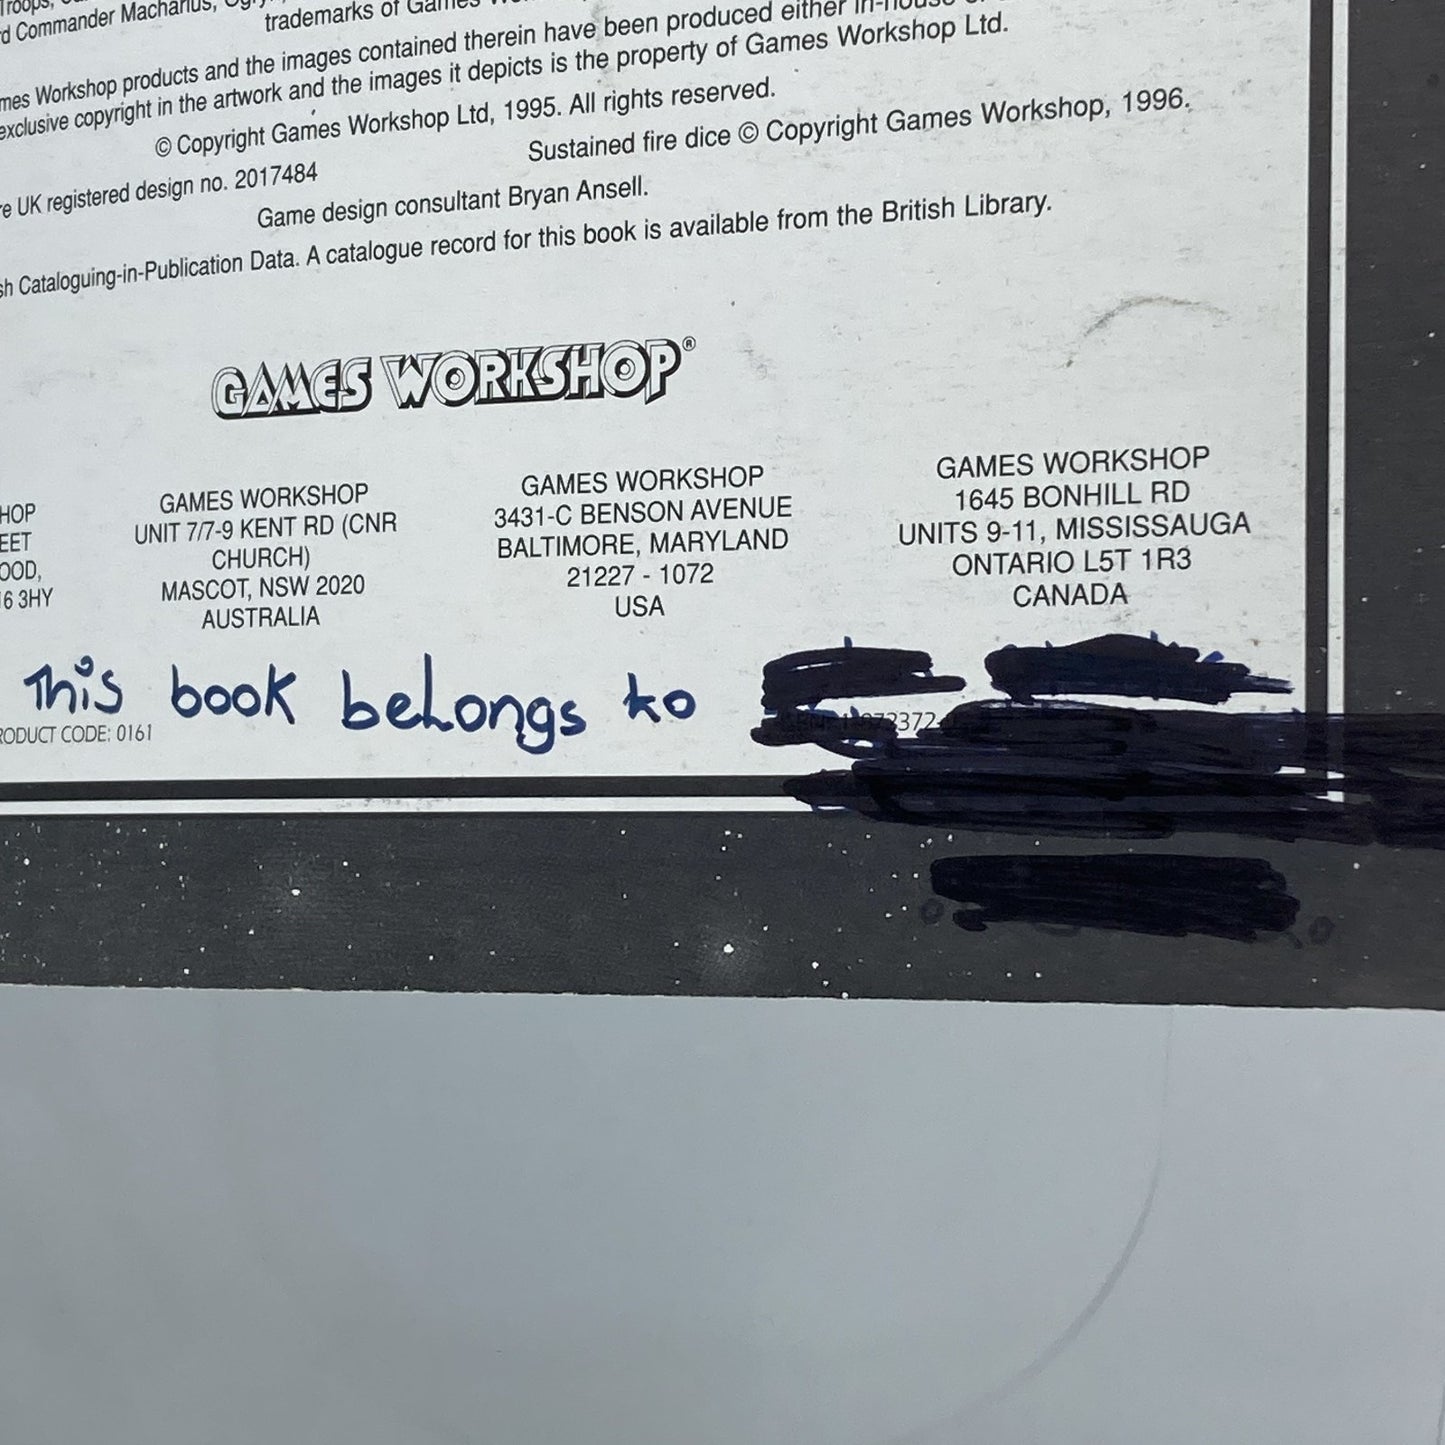 Troops,
d Commander Macharius,
trademarks of Games
mes Workshop products and the images contained therein have been produced either in-house
exclusive copyright in the artwork and the images it depicts is the property of Games Workshop Ltd.
© Copyright Games Workshop Ltd, 1995. All rights reserved.
Sustained fire dice © Copyright Games Workshop, 1996.
re UK registered design no. 2017484
Game design consultant Bryan Ansell.
sh Cataloguing-in-Publication Data. A catalogue record for this book is available from the British Library.
GAMES WORKSHOP®
HOP
EET
OOD,
6 3HY
GAMES WORKSHOP
UNIT 7/7-9 KENT RD (CNR
CHURCH)
MASCOT, NSW 2020
AUSTRALIA
GAMES WORKSHOP
3431-C BENSON AVENUE
BALTIMORE, MARYLAND
21227 - 1072
USA
GAMES WORKSHOP
1645 BONHILL RD
UNITS 9-11, MISSISSAUGA
ONTARIO L5T 1R3
CANADA
This book belongs to
RODUCT CODE: 0161